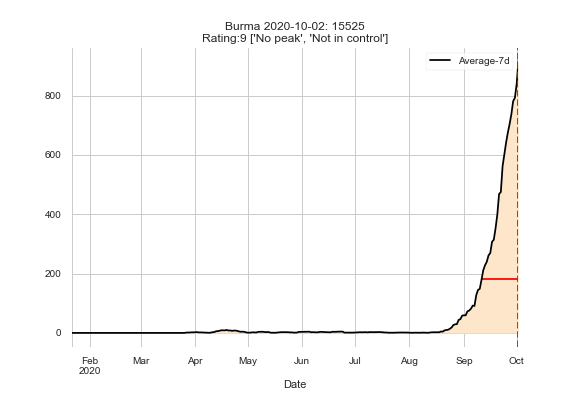 Burma 2020-10-02: 15525
Rating:9 ['No peak', 'Not in control']
Average-7d
800
600
400
200
0
Feb Mar Apr May Jun Jul Aug Sep Oct
2020
Date